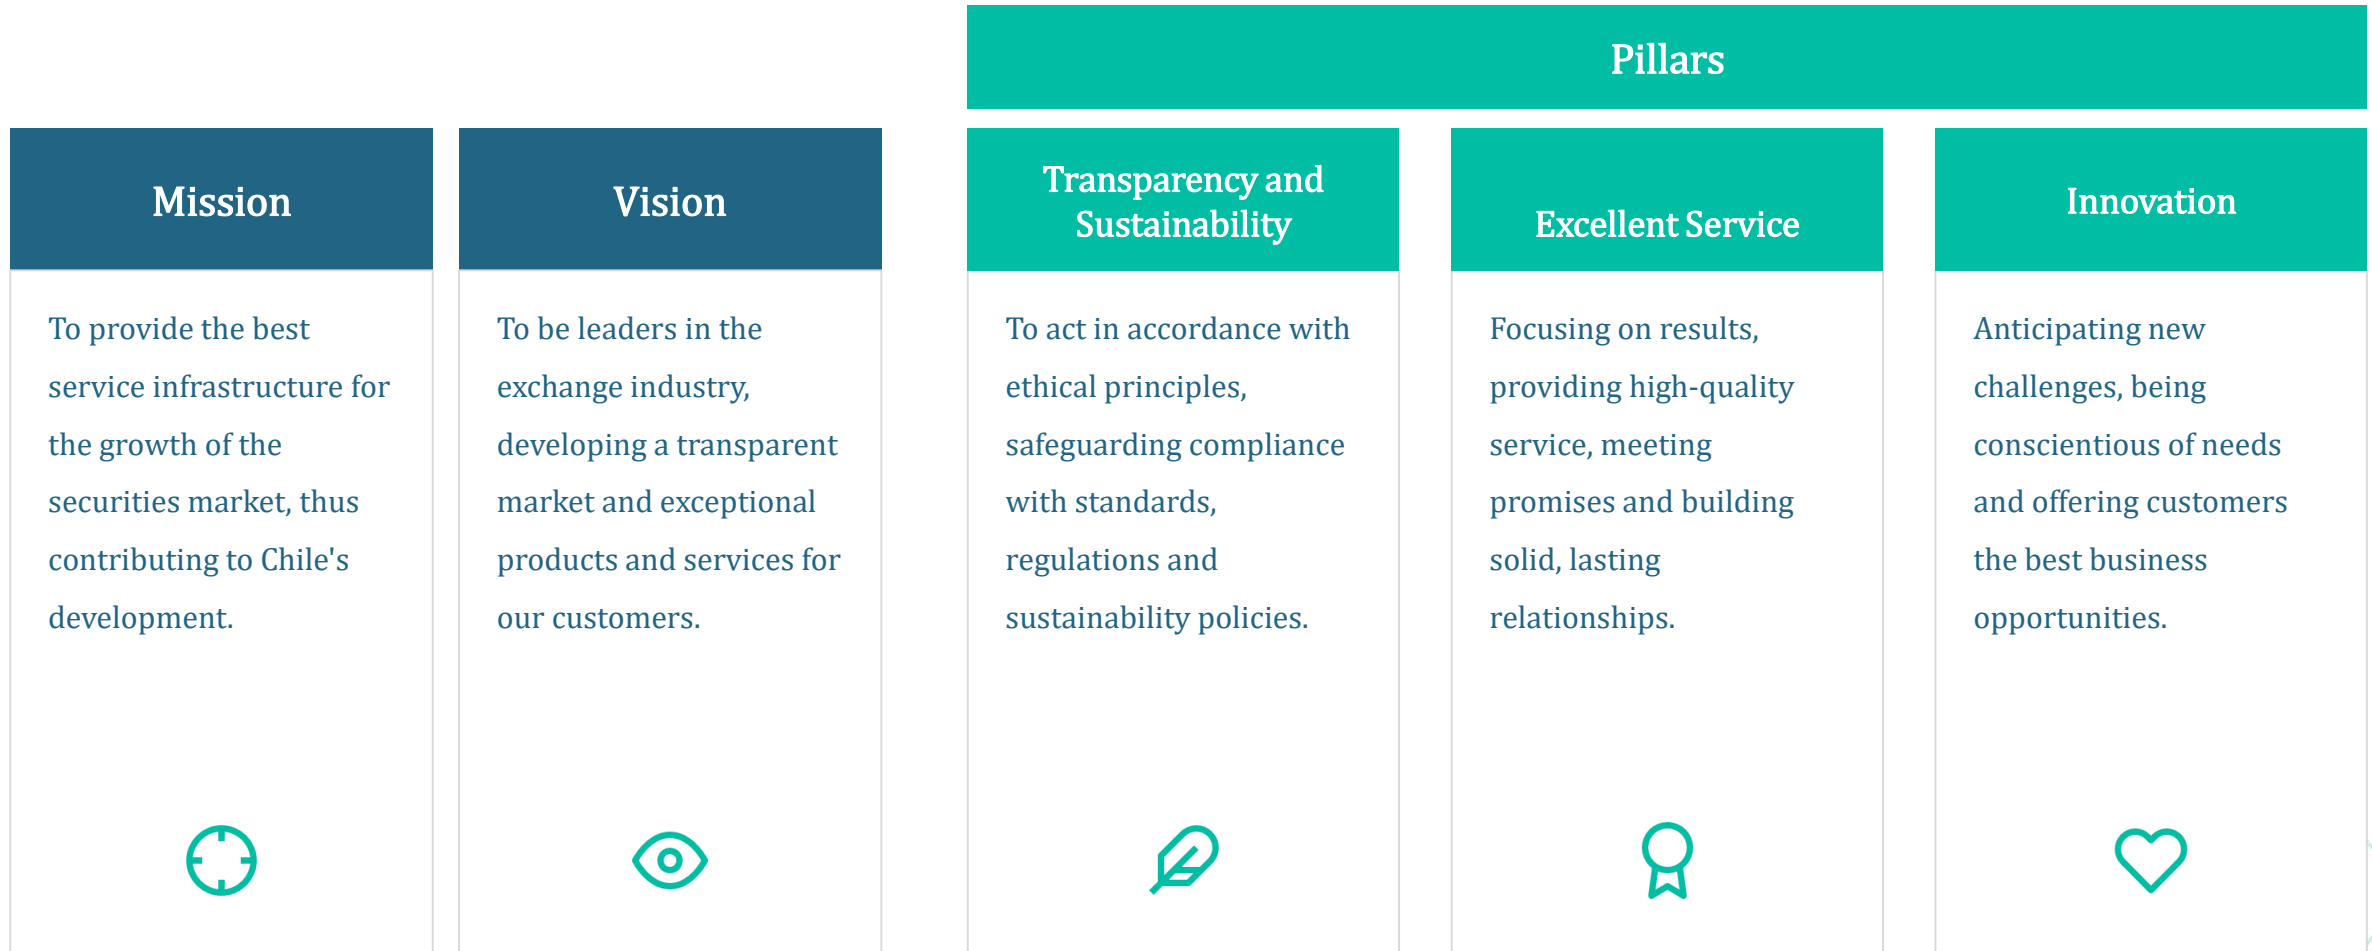 Pillars
Mission
To provide the best
service infrastructure for
the growth of the
securities market, thus
contributing to Chile's
development.
Vision
To be leaders in the
exchange industry,
developing a transparent
market and exceptional
products and services for
our customers.
Transparency and
Sustainability
To act in accordance with
ethical principles,
safeguarding compliance
with standards,
regulations and
sustainability policies.
Excellent Service
Focusing on results,
providing high-quality
service, meeting
promises and building
solid, lasting
relationships.
Innovation
Anticipating new
challenges, being
conscientious of needs
and offering customers
the best business
opportunities.